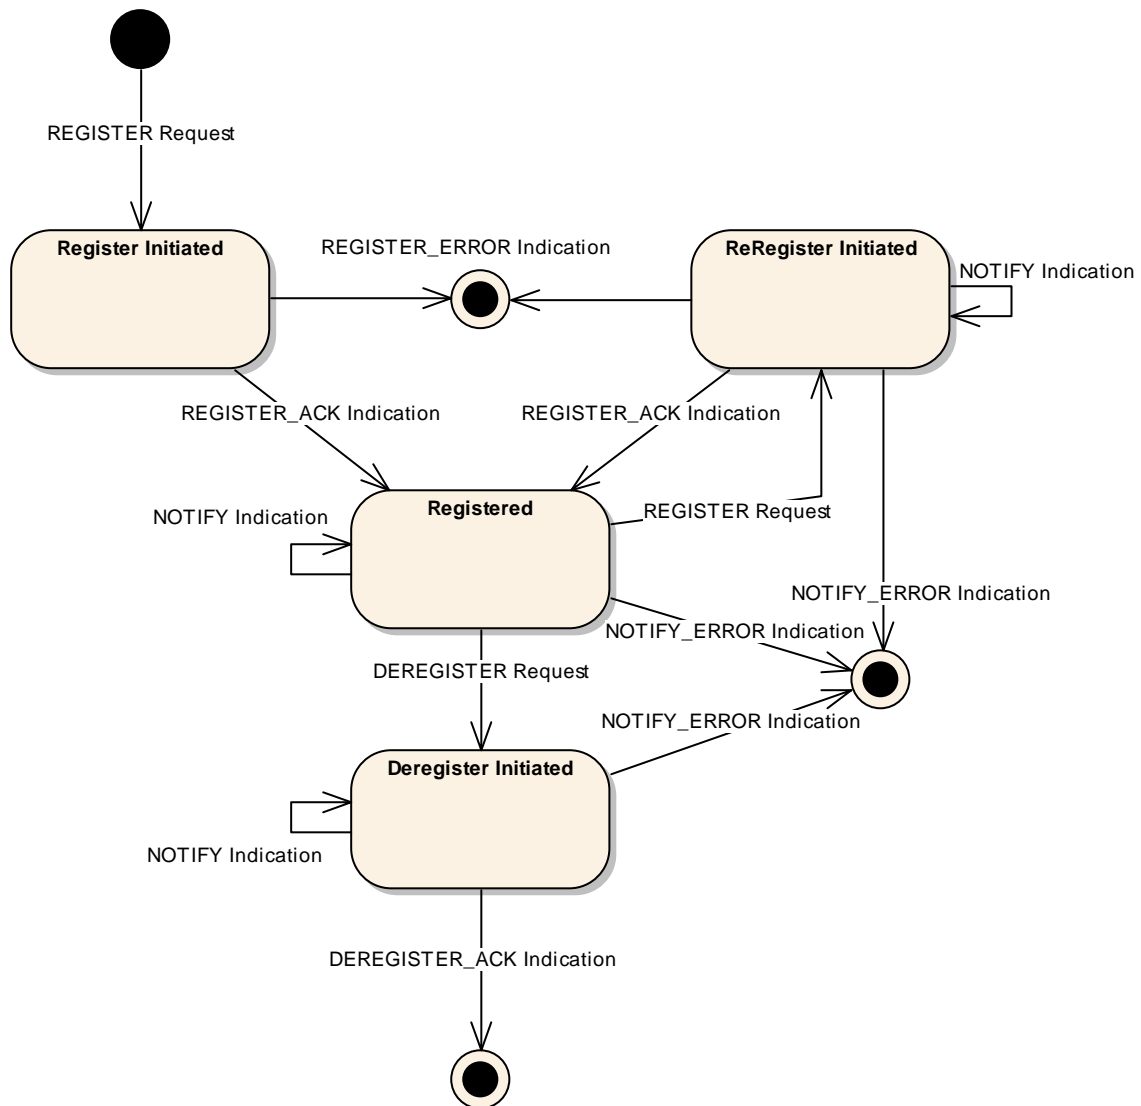 REGISTER Request
Register Initiated
REGISTER_ERROR Indication
ReRegister Initiated
NOTIFY Indication
REGISTER_ACK Indication
REGISTER_ACK Indication
Registered
NOTIFY Indication
REGISTER Request
NOTIFY_ERROR Indication
NOTIFY_ERROR Indication
DEREGISTER Request
NOTIFY_ERROR Indication
Deregister Initiated
NOTIFY Indication
DEREGISTER_ACK Indication